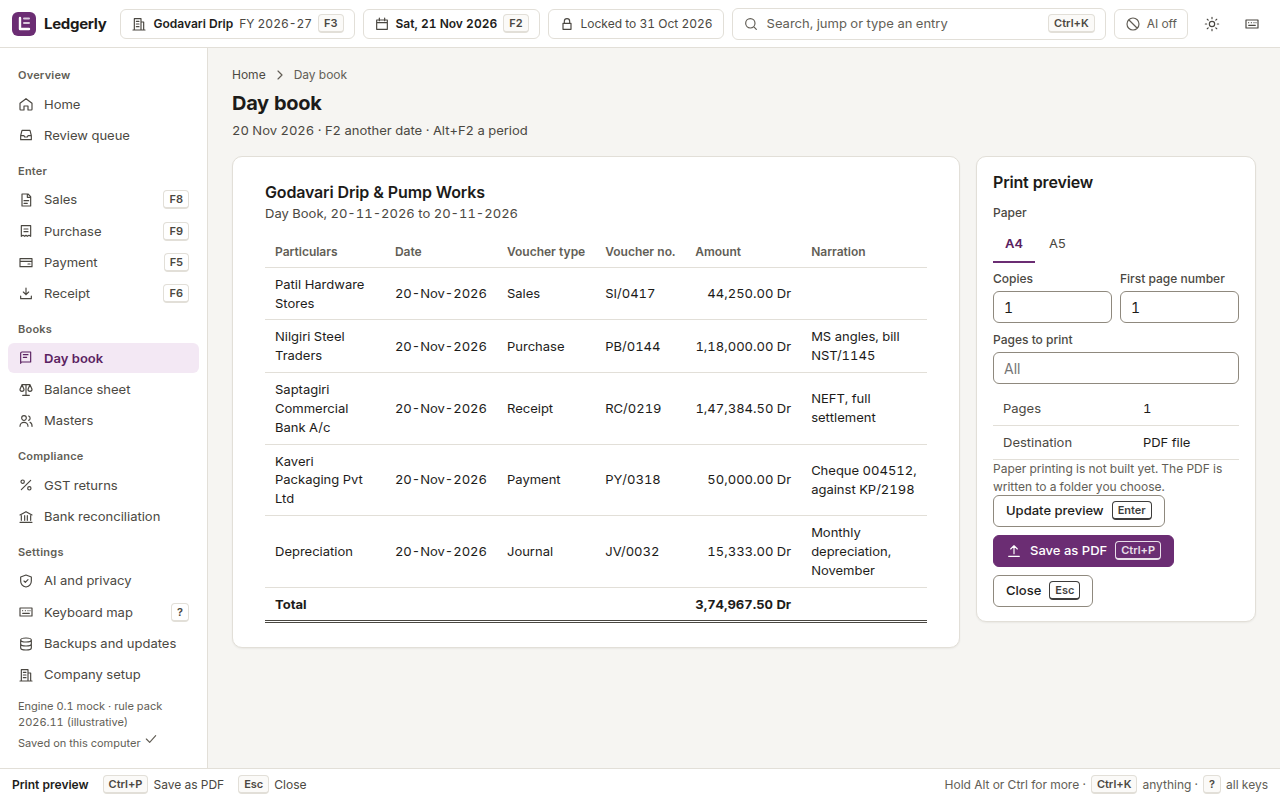 Ledgerly
Godavari Drip FY 2026-27 F3
Sat, 21 Nov 2026 F2
Locked to 31 Oct 2026
Search, jump or type an entry Ctrl+K
AI off
Overview
Home
Review queue
Enter
Sales F8
Purchase F9
Payment F5
Receipt F6
Books
Day book
Balance sheet
Masters
Compliance
GST returns
Bank reconciliation
Settings
AI and privacy
Keyboard map ?
Backups and updates
Company setup
Engine 0.1 mock · rule pack
2026.11 (illustrative)
Saved on this computer
Home > Day book
Day book
20 Nov 2026 · F2 another date · Alt+F2 a period
Godavari Drip & Pump Works
Day Book, 20-11-2026 to 20-11-2026
Particulars Date Voucher type Voucher no. Amount Narration
Patil Hardware
Stores
20-Nov-2026 Sales SI/0417 44,250.00 Dr
Nilgiri Steel
Traders
20-Nov-2026 Purchase PB/0144 1,18,000.00 Dr
MS angles, bill
NST/1145
Saptagiri
Commercial
Bank A/c
20-Nov-2026 Receipt RC/0219 1,47,384.50 Dr
NEFT, full
settlement
Kaveri
Packaging Pvt
Ltd
20-Nov-2026 Payment PY/0318 50,000.00 Dr
Cheque 004512,
against KP/2198
Depreciation 20-Nov-2026 Journal JV/0032 15,333.00 Dr
Monthly
depreciation,
November
Total 3,74,967.50 Dr
Print preview
Paper
A4 A5
Copies First page number
1 1
Pages to print
All
Pages 1
Destination PDF file
Paper printing is not built yet. The PDF is
written to a folder you choose.
Update preview Enter
Save as PDF Ctrl+P
Close Esc
Print preview Ctrl+P Save as PDF Esc Close
Hold Alt or Ctrl for more · Ctrl+K anything · ? all keys